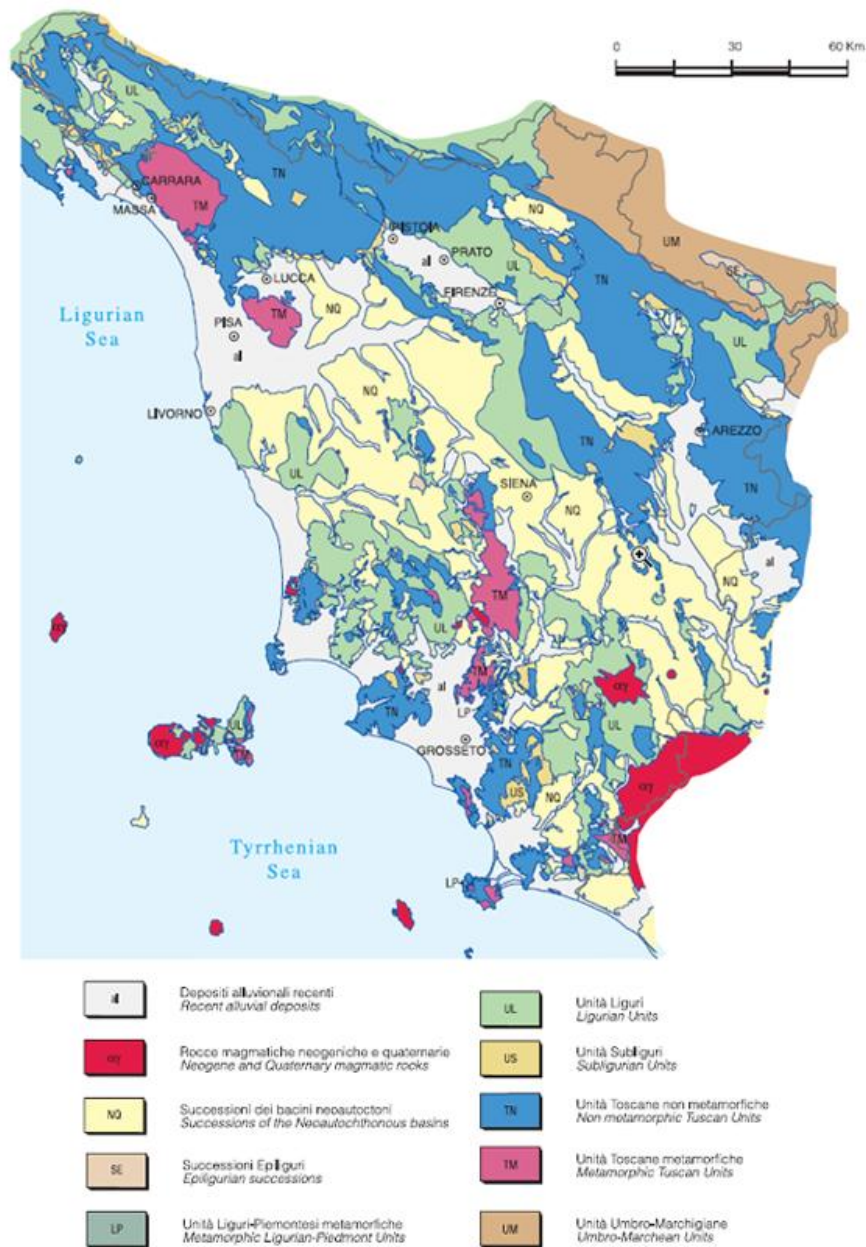 0 30 60 Km
UL
TN
CARRARA
TM
MASSA
PISTOIA
al
PRATO
NQ
UM
SE
TN
UL
LUCCA
FIRENZE
NQ
TM
Ligurian
Sea
PISA
al
UL
LIVORNO
NQ
TN
AREZZO
UL
SIENA
NQ
TN
al
NQ
TM
UL
TM
al
TN
LP
UL
TM
GROSSETO
UL
TN
US
NQ
TM
Tyrrhenian
Sea
LP
al
Depositi alluvionali recenti
Recent alluvial deposits
Rocce magmatiche neogeniche e quaternarie
Neogene and Quaternary magmatic rocks
NQ
Successioni dei bacini neoautoctoni
Successions of the Neoautochthonous basins
SE
Successioni Epiliguri
Epiligurian successions
LP
Unità Liguri-Piemontesi metamorfiche
Metamorphic Ligurian-Piedmont Units
UL
Unità Liguri
Ligurian Units
US
Unità Subliguri
Subligurian Units
TN
Unità Toscane non metamorfiche
Non metamorphic Tuscan Units
TM
Unità Toscane metamorfiche
Metamorphic Tuscan Units
UM
Unità Umbro-Marchigiane
Umbro-Marchean Units